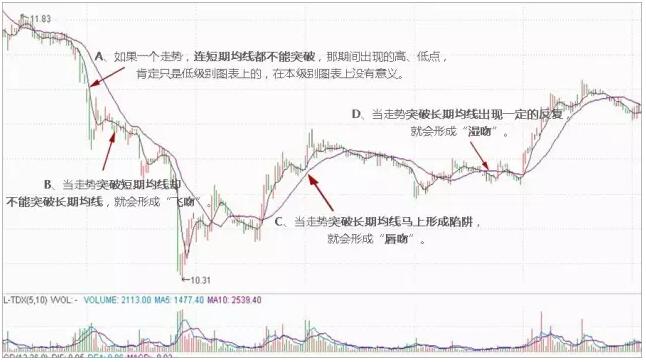 11.83
A、如果一个走势，连短期均线都不能突破，那期间出现的高、低点，
肯定只是低级别图表上的，在本级别图表上没有意义。
D、当走势突破长期均线出现一定的反复，
就会形成“湿吻”。
B、当走势突破短期均线却
不能突破长期均线，就会形成“飞吻”。
C、当走势突破长期均线马上形成陷阱，
就会形成“唇吻”。
10.31
L-TDX(5,10) VVOL: - VOLUME: 2113.00 MA5: 1477.40 MA10: 2539.40